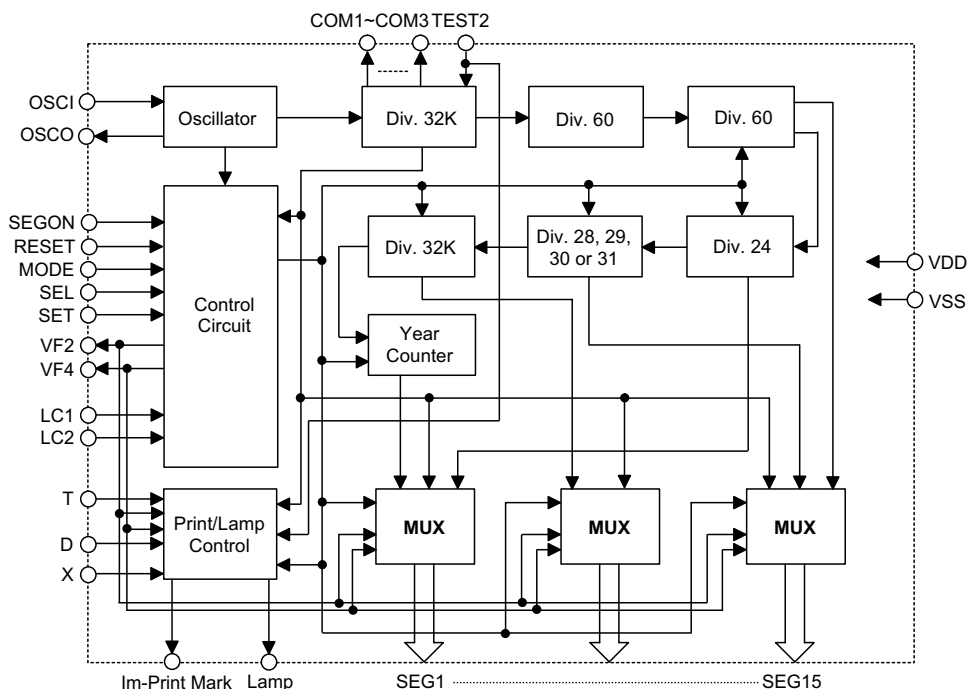 COM1~COM3 TEST2
OSCI
OSCO
Oscillator
Div. 32K
Div. 60
Div. 60
SEGON
RESET
MODE
SEL
SET
VF2
VF4
LC1
LC2
Control
Circuit
Div. 32K
Div. 28, 29,
30 or 31
Div. 24
VDD
VSS
Year
Counter
T
D
X
Print/Lamp
Control
MUX
MUX
MUX
Im-Print Mark
Lamp
SEG1
SEG15